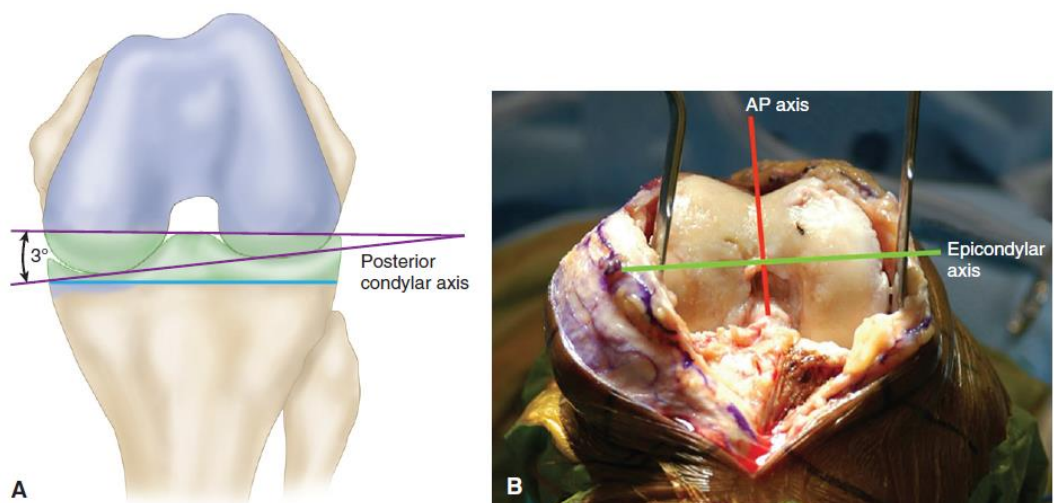 3°
Posterior
condylar axis
A
AP axis
Epicondylar
axis
B